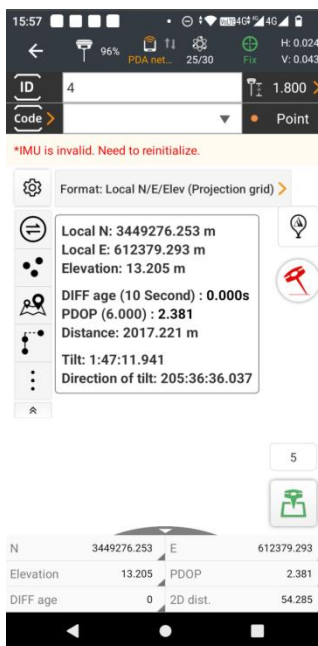 15:57 4G+ 4G
96% PDA net... 25/30 Fix H: 0.024 V: 0.043
ID 4 1.800
Code Point
*IMU is invalid. Need to reinitialize.
Format: Local N/E/Elev (Projection grid)
Local N: 3449276.253 m
Local E: 612379.293 m
Elevation: 13.205 m
DIFF age (10 Second) : 0.000s
PDOP (6.000) : 2.381
Distance: 2017.221 m
Tilt: 1:47:11.941
Direction of tilt: 205:36:36.037
5
N 3449276.253 E 612379.293
Elevation 13.205 PDOP 2.381
DIFF age 0 2D dist. 54.285